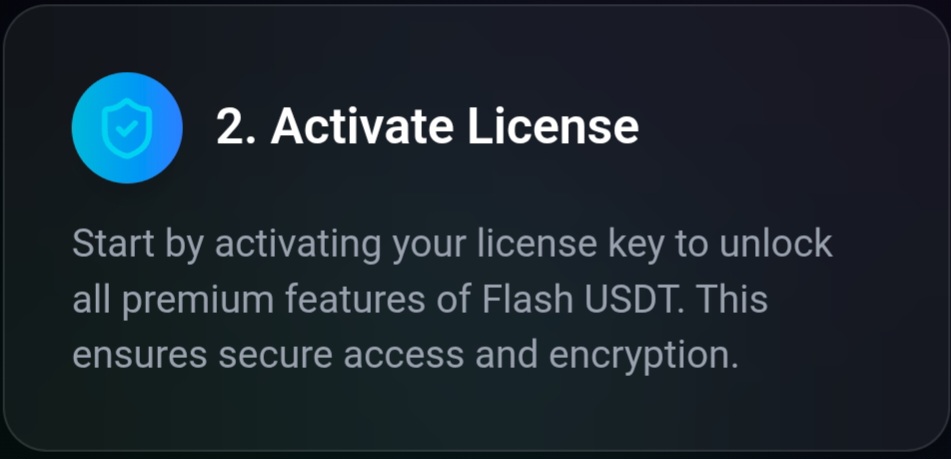 2. Activate License
Start by activating your license key to unlock
all premium features of Flash USDT. This
ensures secure access and encryption.